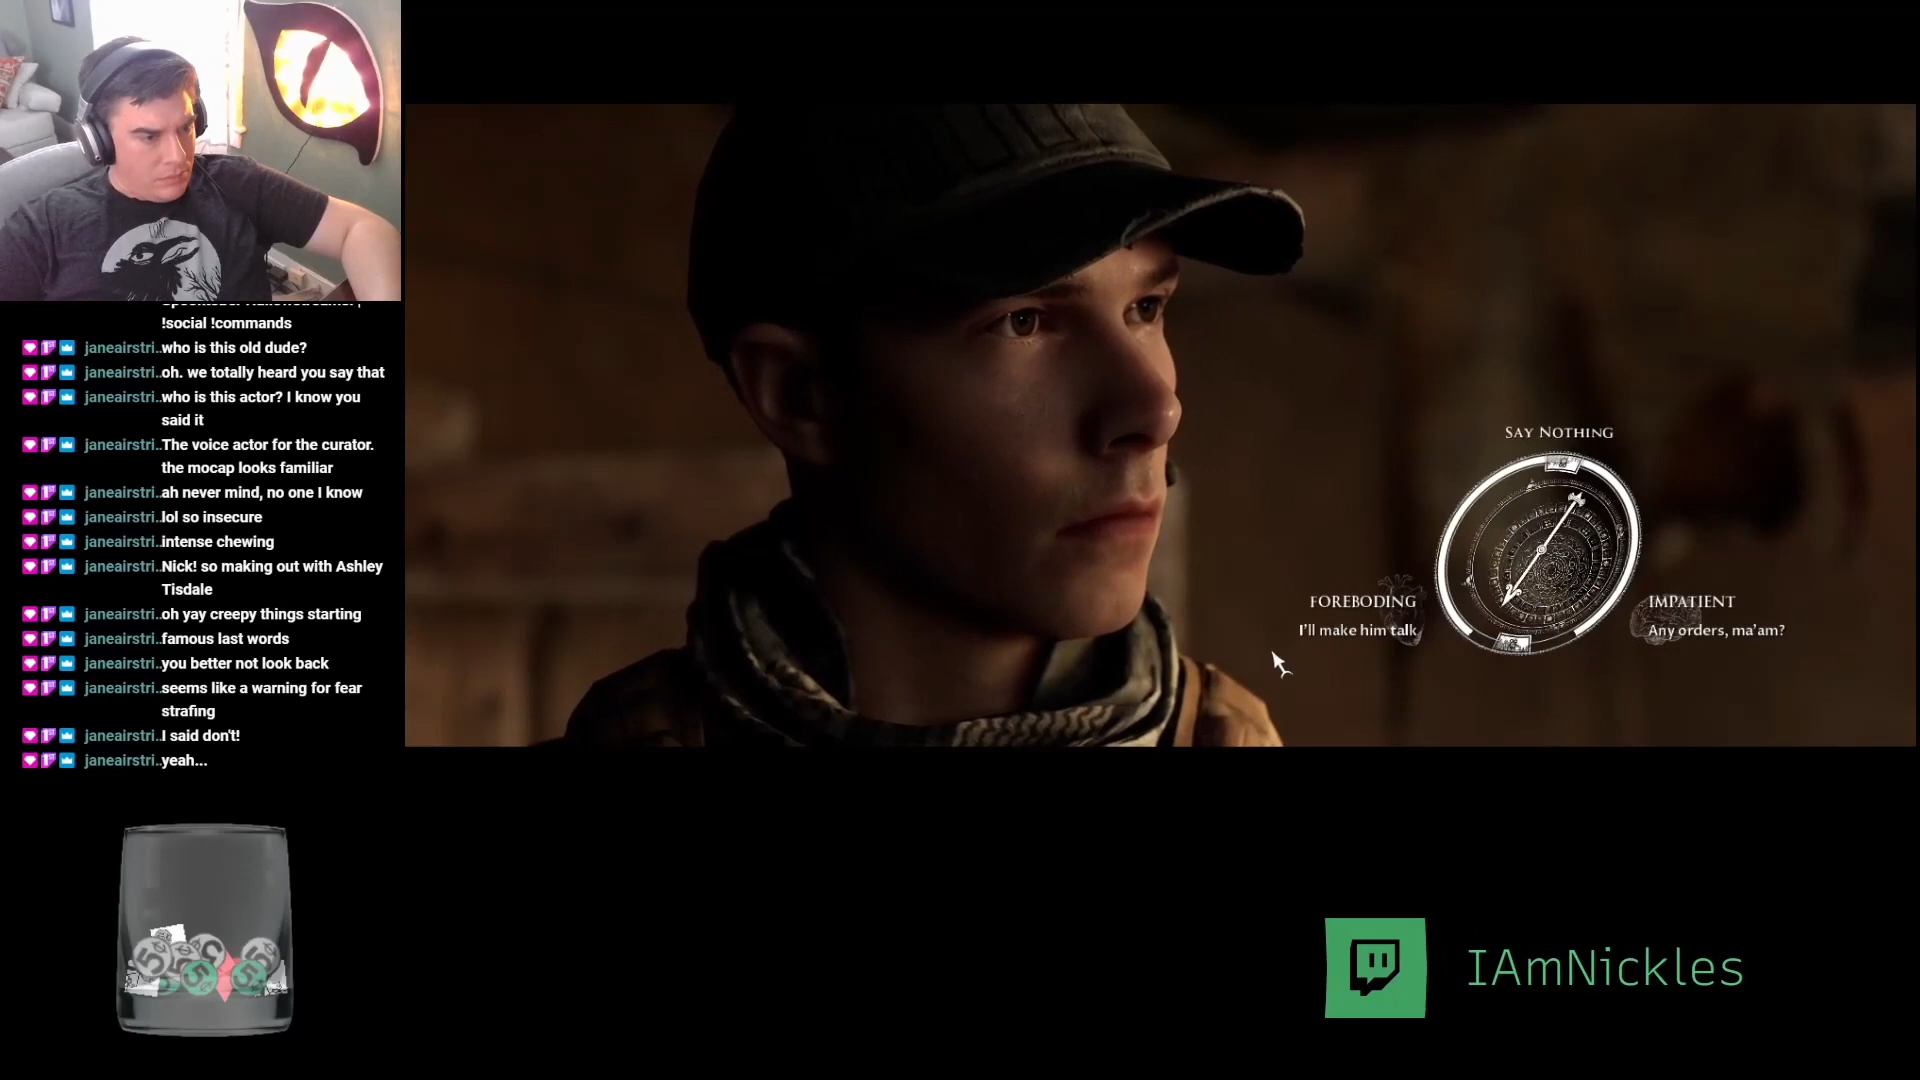 !social !commands
janeairstri..who is this old dude?
janeairstri..oh. we totally heard you say that
janeairstri..who is this actor? I know you
said it
janeairstri..The voice actor for the curator.
the mocap looks familiar
janeairstri..ah never mind, no one I know
janeairstri..lol so insecure
janeairstri..intense chewing
janeairstri..Nick! so making out with Ashley
Tisdale
janeairstri..oh yay creepy things starting
janeairstri..famous last words
janeairstri..you better not look back
janeairstri..seems like a warning for fear
strafing
janeairstri..I said don't!
janeairstri..yeah...
SAY NOTHING
FOREBODING
I'll make him talk
IMPATIENT
Any orders, ma'am?
IAmNickles